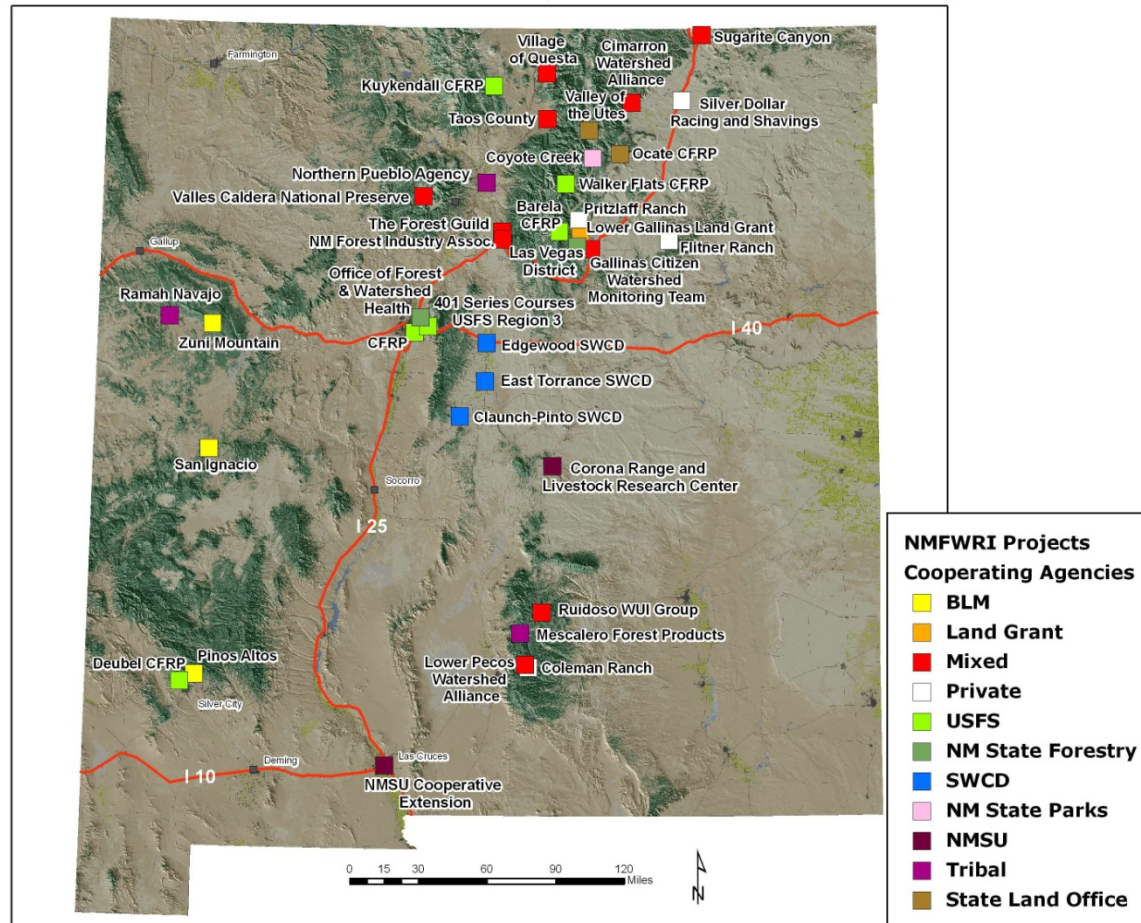 Sugarite Canyon
Village
of Questa
Cimarron
Watershed
Alliance
Farmington
Kuykendall CFRP
Valley of
the Utes
Silver Dollar
Racing and Shavings
Taos County
Coyote Creek
Ocate CFRP
Northern Pueblo Agency
Walker Flats CFRP
Valles Caldera National Preserve
Barela
CFRP
Pritzlaff Ranch
The Forest Guild
Lower Gallinas Land Grant
NM Forest Industry Assoc.
Flitner Ranch
Gallup
Las Vegas
District
Gallinas Citizen
Watershed
Monitoring Team
Office of Forest
& Watershed
Health
Ramah Navajo
401 Series Courses
USFS Region 3
I 40
Zuni Mountain
CFRP
Edgewood SWCD
East Torrance SWCD
Claunch-Pinto SWCD
San Ignacio
Corona Range and
Livestock Research Center
Socorro
I 25
NMFWRI Projects
Cooperating Agencies
BLM
Land Grant
Mixed
Private
USFS
NM State Forestry
SWCD
NM State Parks
NMSU
Tribal
State Land Office
Ruidoso WUI Group
Mescalero Forest Products
Deubel CFRP
Pinos Altos
Lower Pecos
Watershed
Alliance
Coleman Ranch
Silver City
Las Cruces
Deming
I 10
NMSU Cooperative
Extension
0 15 30 60 90 120
Miles
N